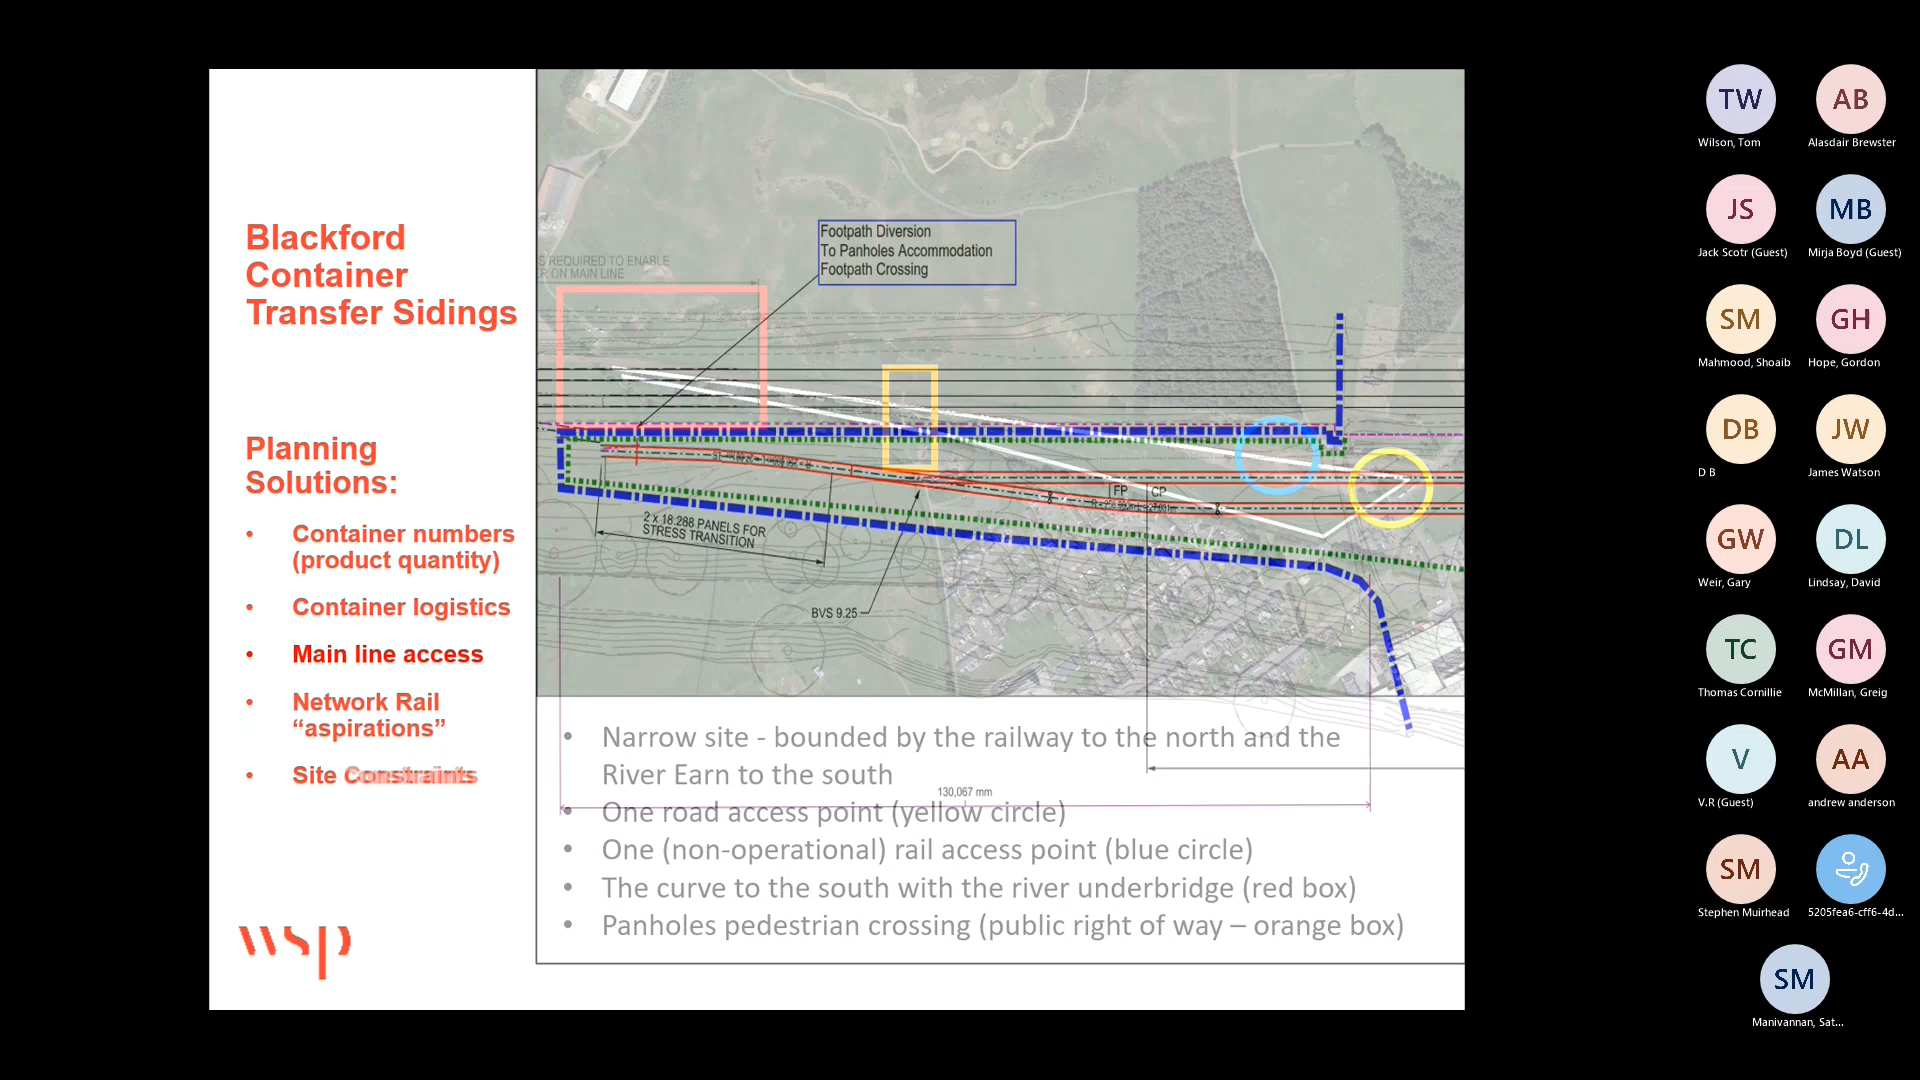 Blackford
Container
Transfer Sidings
Planning
Solutions:
• Container numbers
(product quantity)
• Container logistics
• Main line access
• Network Rail
“aspirations”
• Site Constraints
wsp
S REQUIRED TO ENABLE
ON MAIN LINE
Footpath Diversion
To Panholes Accommodation
Footpath Crossing
FP
CP
2 x 18.288 PANELS FOR
STRESS TRANSITION
BVS 9.25
• Narrow site - bounded by the railway to the north and the
River Earn to the south
130,067 mm
• One road access point (yellow circle)
• One (non-operational) rail access point (blue circle)
• The curve to the south with the river underbridge (red box)
• Panholes pedestrian crossing (public right of way – orange box)
TW
Wilson, Tom
AB
Alasdair Brewster
JS
Jack Scotr (Guest)
MB
Mirja Boyd (Guest)
SM
Mahmood, Shoaib
GH
Hope, Gordon
DB
D B
JW
James Watson
GW
Weir, Gary
DL
Lindsay, David
TC
Thomas Cornillie
GM
McMillan, Greig
V
V.R (Guest)
AA
andrew anderson
SM
Stephen Muirhead
5205fea6-cff6-4d...
SM
Manivannan, Sat...